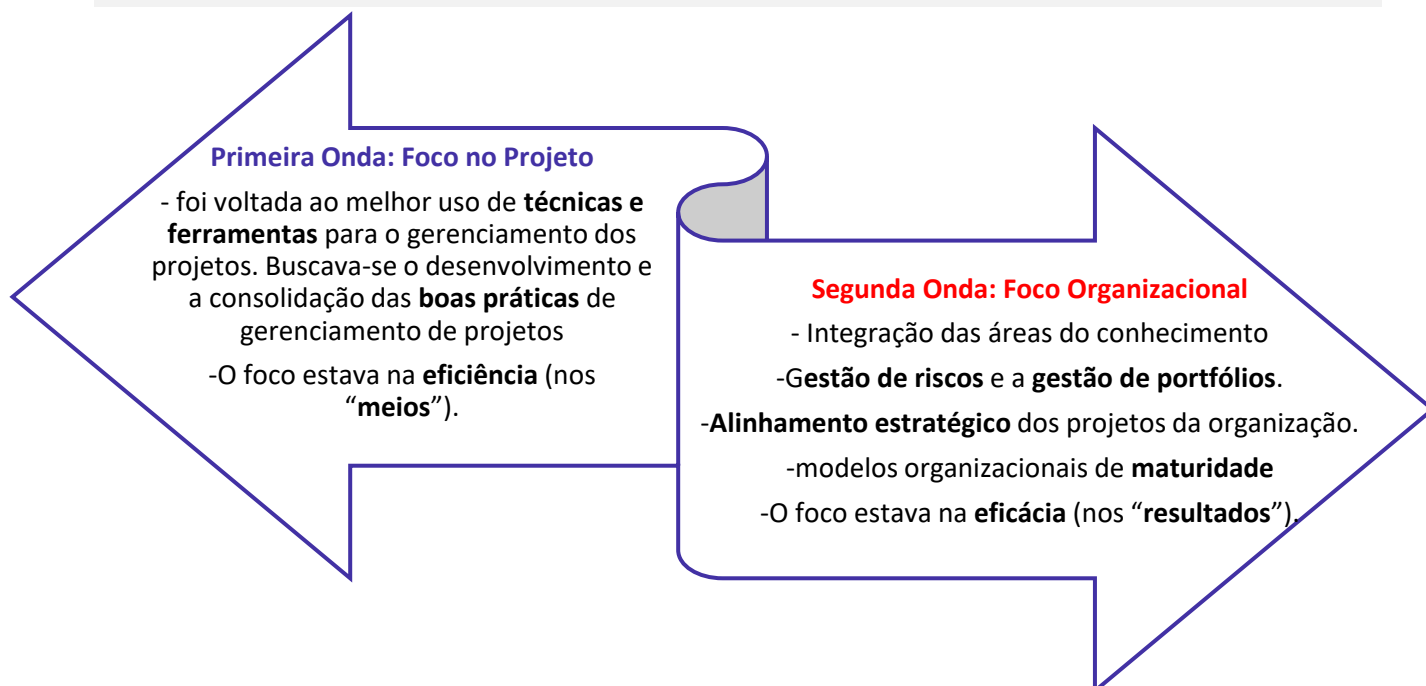 Primeira Onda: Foco no Projeto
- foi voltada ao melhor uso de técnicas e
ferramentas para o gerenciamento dos
projetos. Buscava-se o desenvolvimento e
a consolidação das boas práticas de
gerenciamento de projetos
-O foco estava na eficiência (nos
“meios”).
Segunda Onda: Foco Organizacional
- Integração das áreas do conhecimento
-Gestão de riscos e a gestão de portfólios.
-Alinhamento estratégico dos projetos da organização.
-modelos organizacionais de maturidade
-O foco estava na eficácia (nos “resultados”).